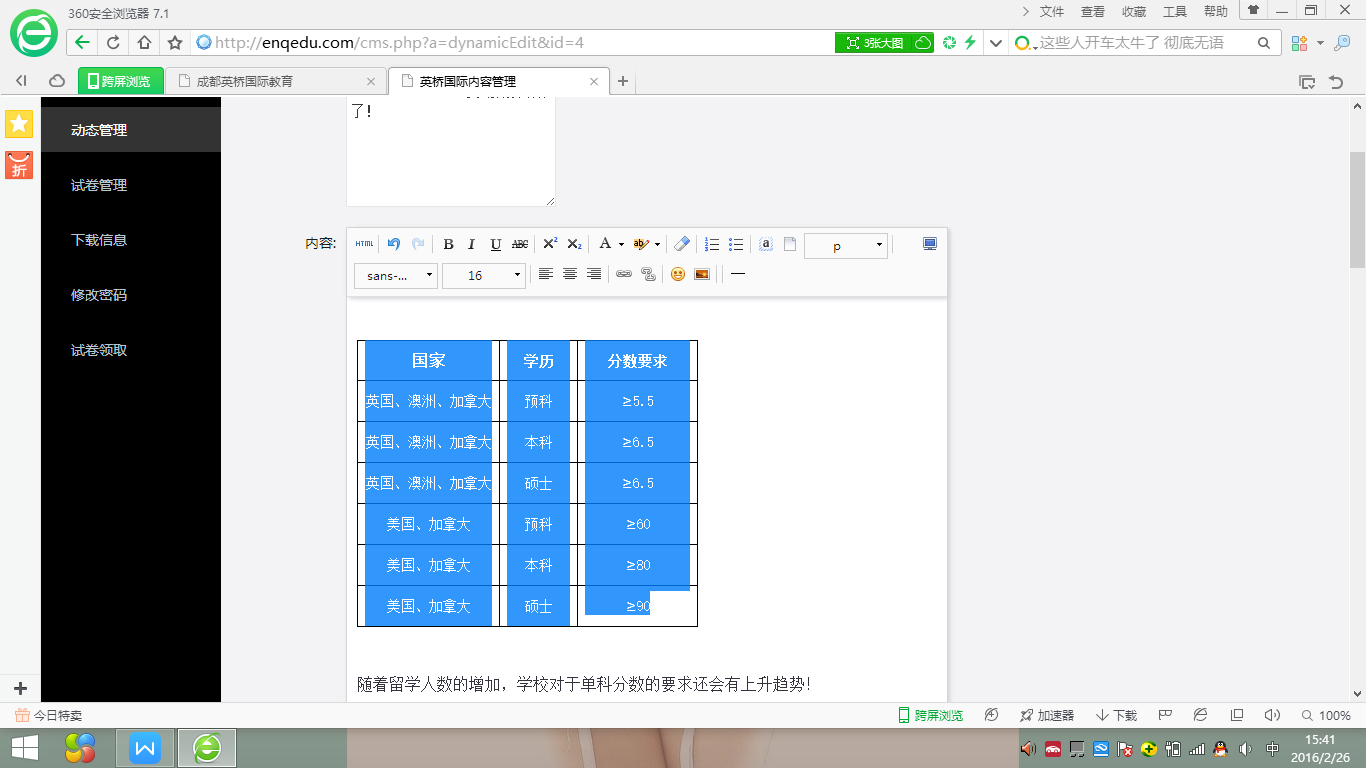 360安全浏览器 7.1
文件 查看 收藏 工具 帮助
http://enqedu.com/cms.php?a=dynamicEdit&id=4
3张大图
这些人开车太牛了 彻底无语
跨屏浏览
成都英桥国际教育
英桥国际内容管理
折
动态管理
试卷管理
下载信息
修改密码
试卷领取
了!
内容:
HTML B I U ABC X² X₂ A ab a p
sans-... 16
国家 学历 分数要求
英国、澳洲、加拿大 预科 ≥5.5
英国、澳洲、加拿大 本科 ≥6.5
英国、澳洲、加拿大 硕士 ≥6.5
美国、加拿大 预科 ≥60
美国、加拿大 本科 ≥80
美国、加拿大 硕士 ≥90
随着留学人数的增加，学校对于单科分数的要求还会有上升趋势！
今日特卖
跨屏浏览 加速器 下载 100%
中
15:41
2016/2/26